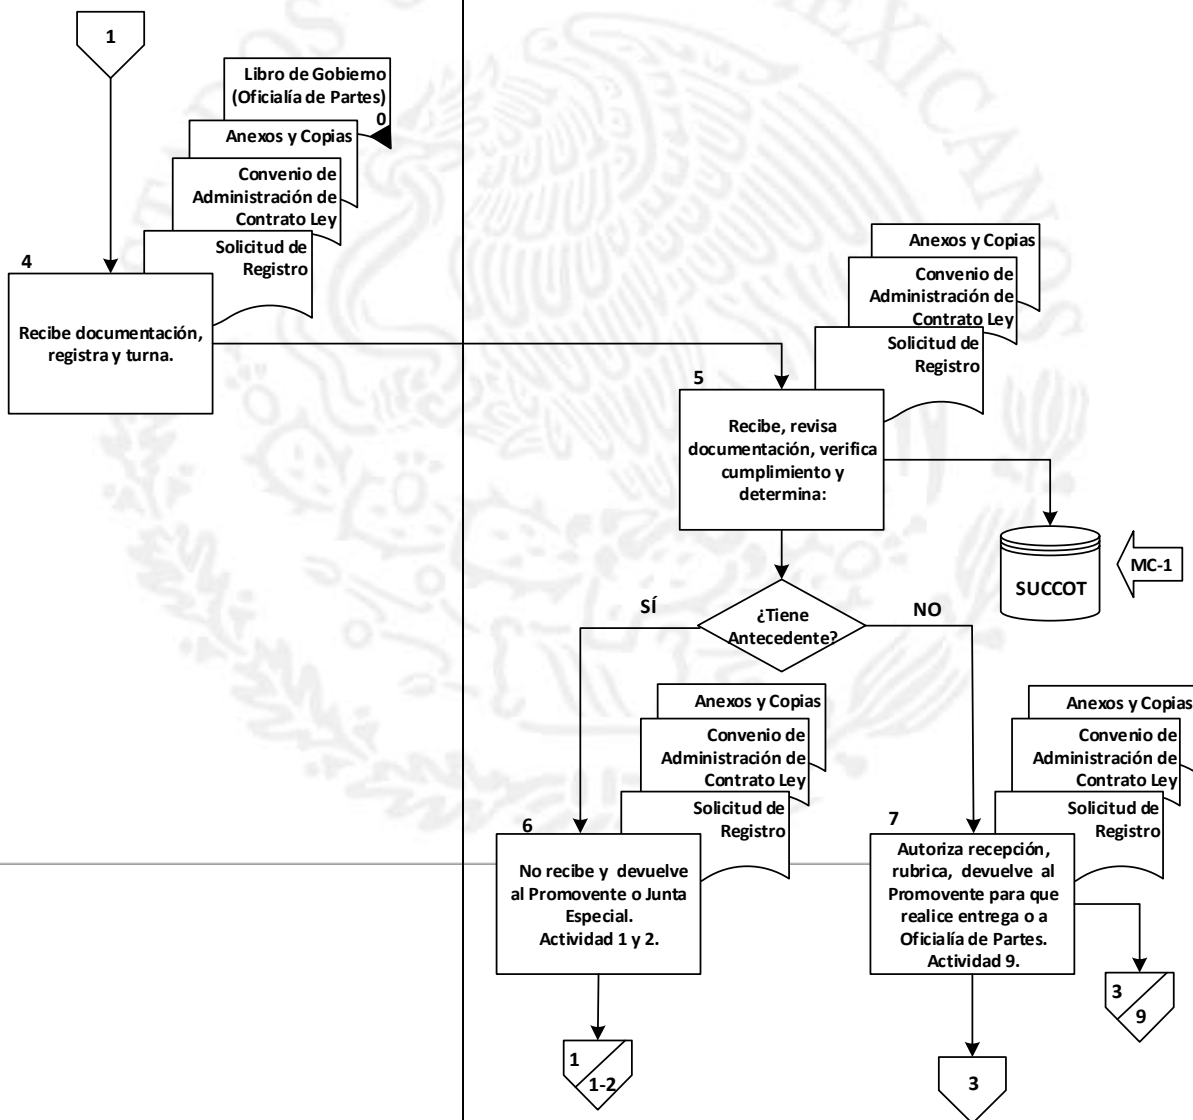 ESTADOS UNIDOS MEXICANOS
1
Libro de Gobierno
(Oficialía de Partes)
0
Anexos y Copias
Convenio de
Administración de
Contrato Ley
Solicitud de
Registro
4
Recibe documentación,
registra y turna.
Anexos y Copias
Convenio de
Administración de
Contrato Ley
Solicitud de
Registro
5
Recibe, revisa
documentación, verifica
cumplimiento y
determina:
SUCCOT
MC-1
¿Tiene
Antecedente?
SÍ
NO
Anexos y Copias
Convenio de
Administración de
Contrato Ley
Solicitud de
Registro
6
No recibe y devuelve
al Promovente o Junta
Especial.
Actividad 1 y 2.
1
1-2
Anexos y Copias
Convenio de
Administración de
Contrato Ley
Solicitud de
Registro
7
Autoriza recepción,
rubrica, devuelve al
Promovente para que
realice entrega o a
Oficialía de Partes.
Actividad 9.
3
9
3